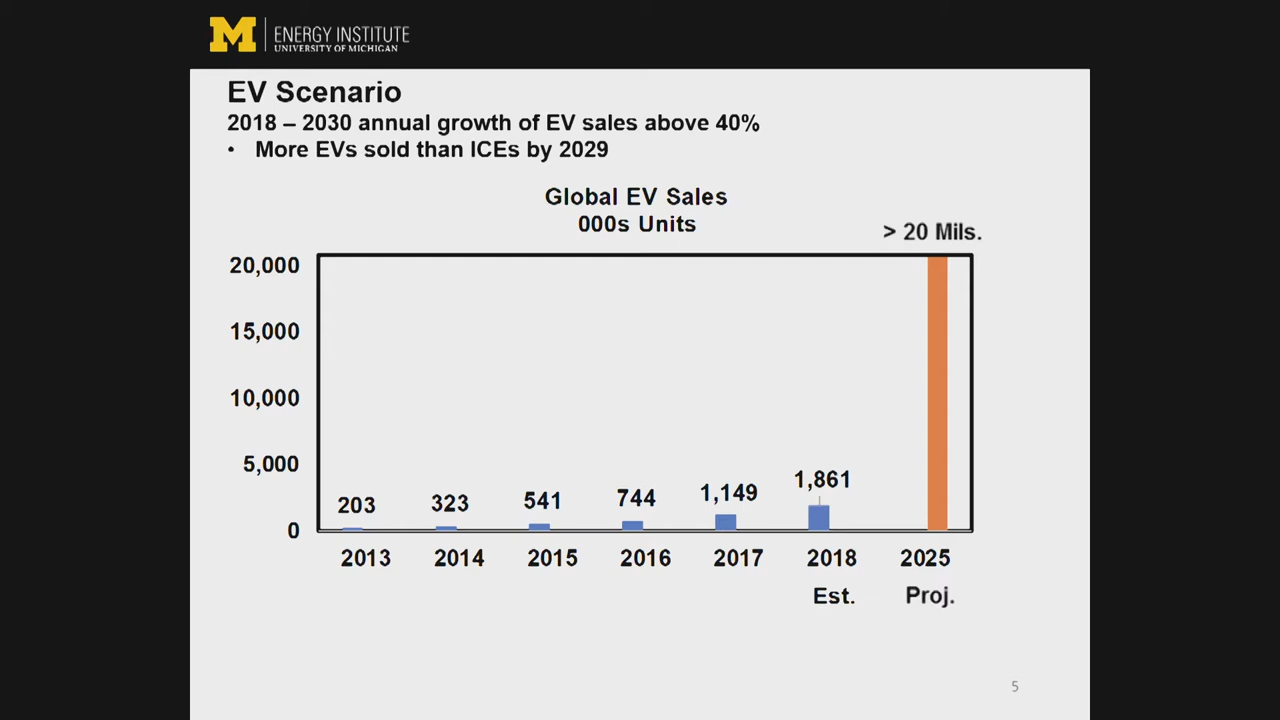 M ENERGY INSTITUTE
UNIVERSITY OF MICHIGAN
EV Scenario
2018 – 2030 annual growth of EV sales above 40%
• More EVs sold than ICEs by 2029
Global EV Sales
000s Units
> 20 Mils.
20,000
15,000
10,000
5,000
0
203
323
541
744
1,149
1,861
2013 2014 2015 2016 2017 2018 2025
Est. Proj.
5